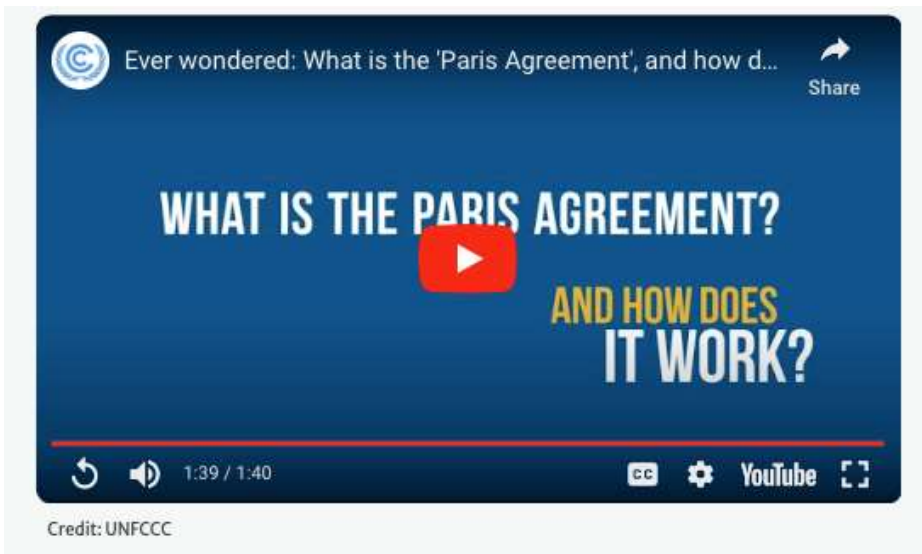 Ever wondered: What is the 'Paris Agreement', and how d...
Share
WHAT IS THE PARIS AGREEMENT?
AND HOW DOES
IT WORK?
1:39 / 1:40
CC
YouTube
Credit: UNFCCC